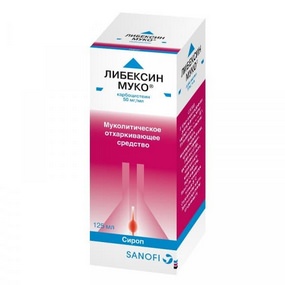 ЛИБЕКСИН
МУКО®
карбоцистеин
50 мг/мл
Муколитическое
отхаркивающее
средство
125 мл
Сироп
SANOFI